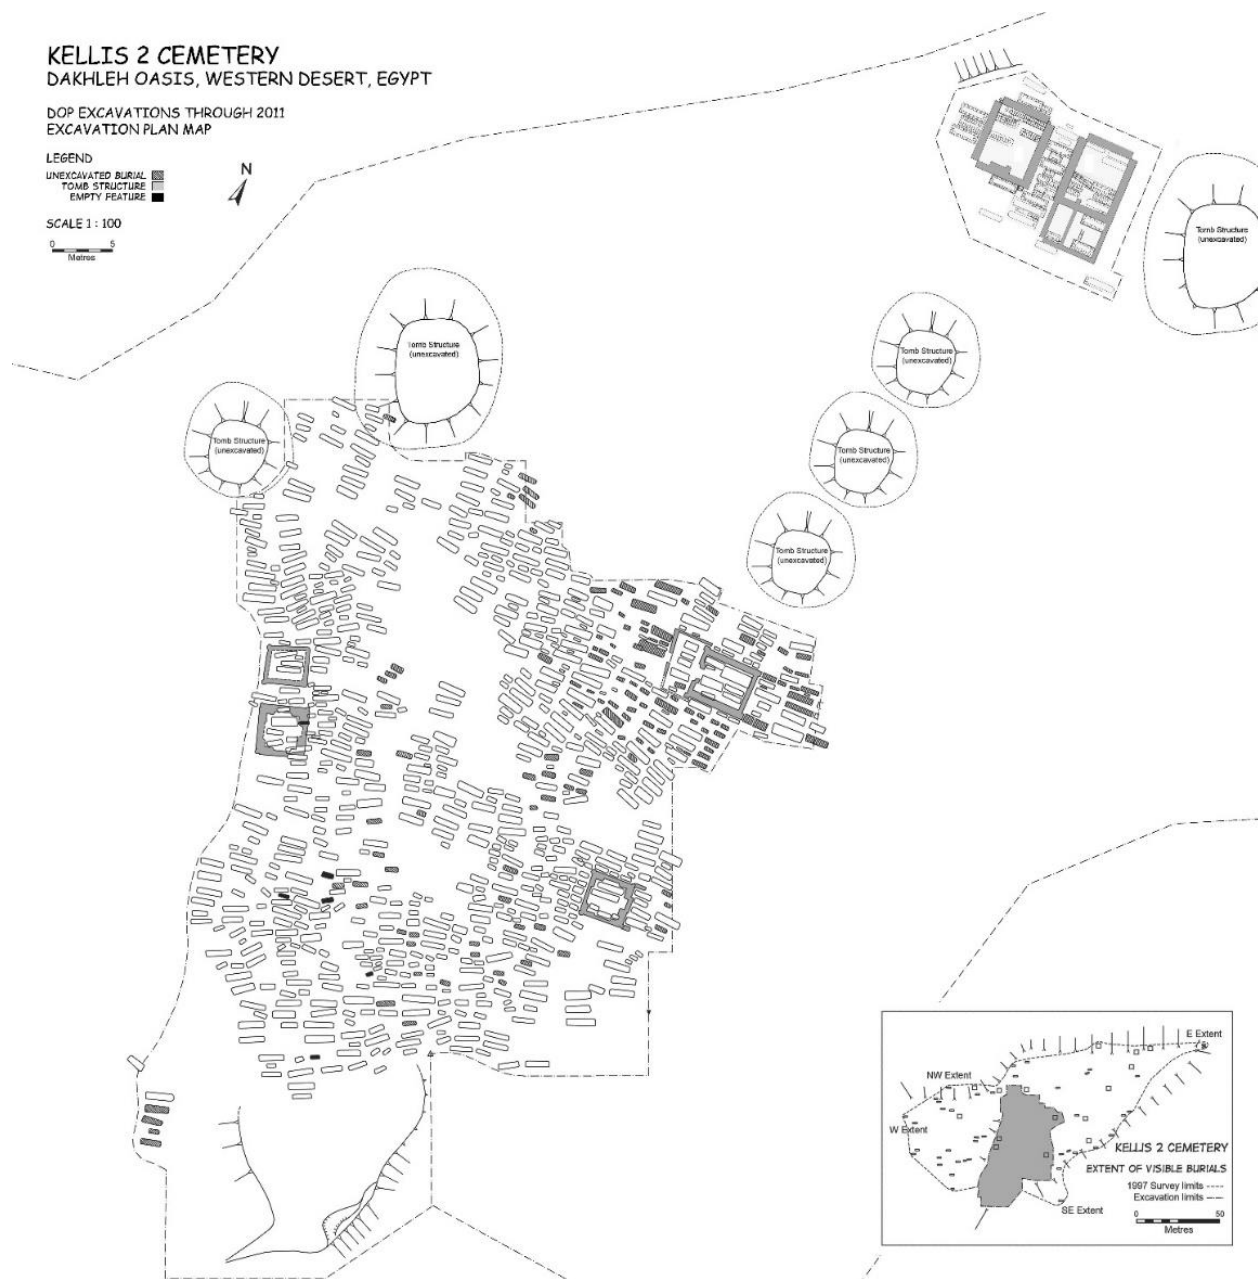 KELLIS 2 CEMETERY
DAKHLEH OASIS, WESTERN DESERT, EGYPT
DOP EXCAVATIONS THROUGH 2011
EXCAVATION PLAN MAP
LEGEND
UNEXCAVATED BURIAL
TOMB STRUCTURE
EMPTY FEATURE
N
SCALE 1 : 100
0 5
Metres
Tomb Structure
(unexcavated)
Tomb Structure
(unexcavated)
Tomb Structure
(unexcavated)
Tomb Structure
(unexcavated)
Tomb Structure
(unexcavated)
Tomb Structure
(unexcavated)
E Extent
NW Extent
W Extent
KELLIS 2 CEMETERY
EXTENT OF VISIBLE BURIALS
1997 Survey limits
Excavation limits
SE Extent
0 50
Metres